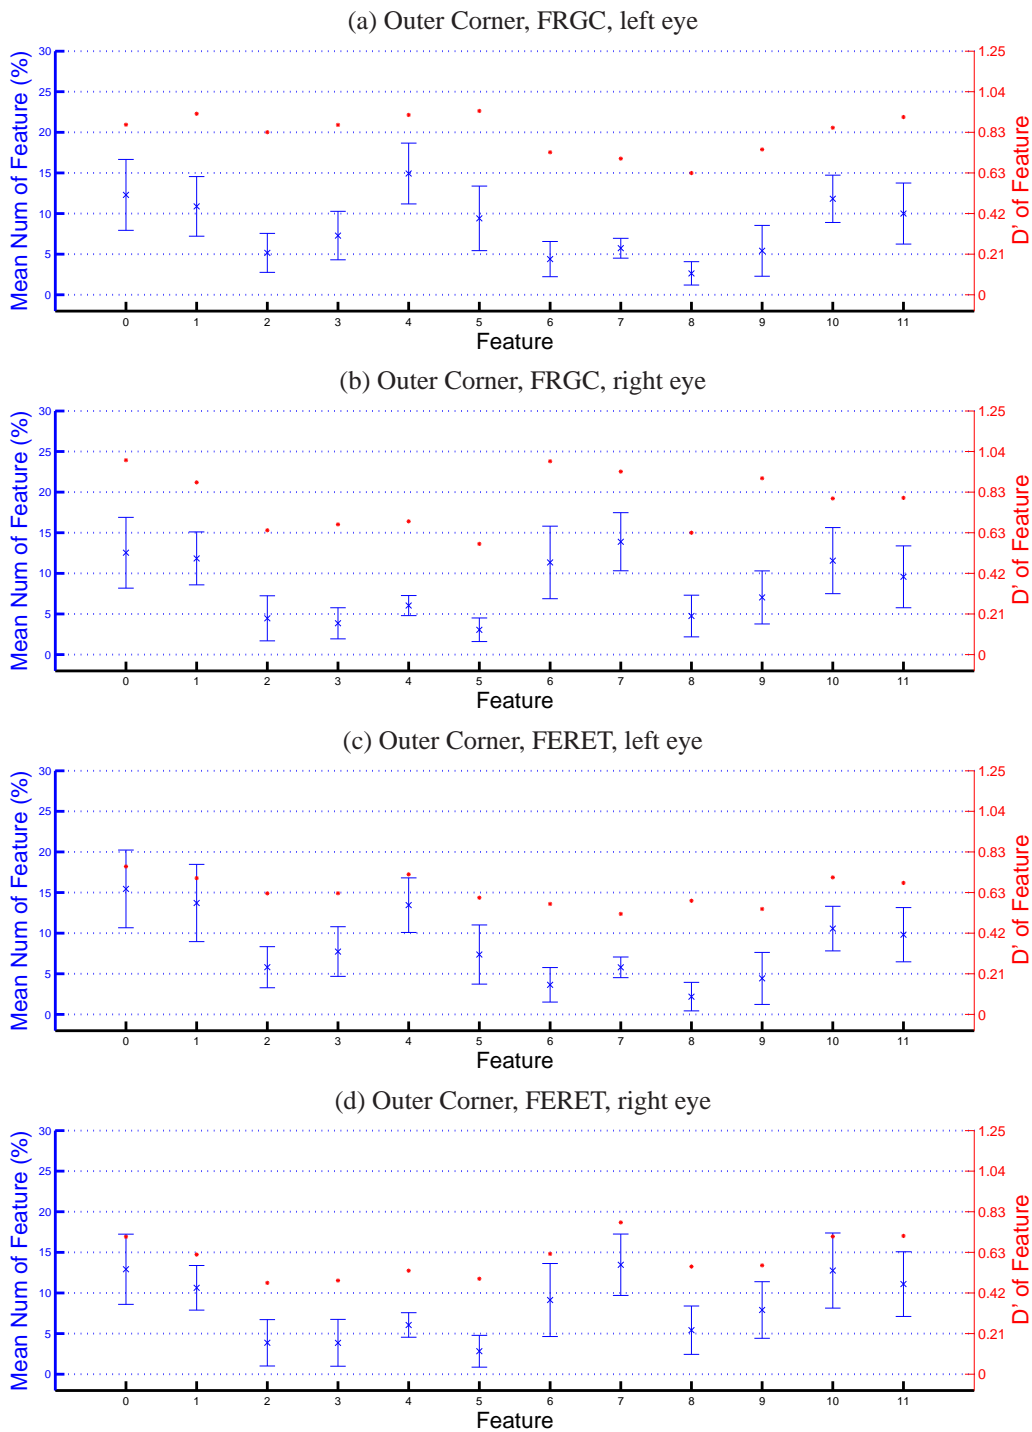 (a) Outer Corner, FRGC, left eye
Mean Num of Feature (%)
30
25
20
15
10
5
0
1.25
1.04
0.83
0.63
0.42
0.21
0
D' of Feature
0 1 2 3 4 5 6 7 8 9 10 11
Feature
(b) Outer Corner, FRGC, right eye
Mean Num of Feature (%)
30
25
20
15
10
5
0
1.25
1.04
0.83
0.63
0.42
0.21
0
D' of Feature
0 1 2 3 4 5 6 7 8 9 10 11
Feature
(c) Outer Corner, FERET, left eye
Mean Num of Feature (%)
30
25
20
15
10
5
0
1.25
1.04
0.83
0.63
0.42
0.21
0
D' of Feature
0 1 2 3 4 5 6 7 8 9 10 11
Feature
(d) Outer Corner, FERET, right eye
Mean Num of Feature (%)
30
25
20
15
10
5
0
1.25
1.04
0.83
0.63
0.42
0.21
0
D' of Feature
0 1 2 3 4 5 6 7 8 9 10 11
Feature